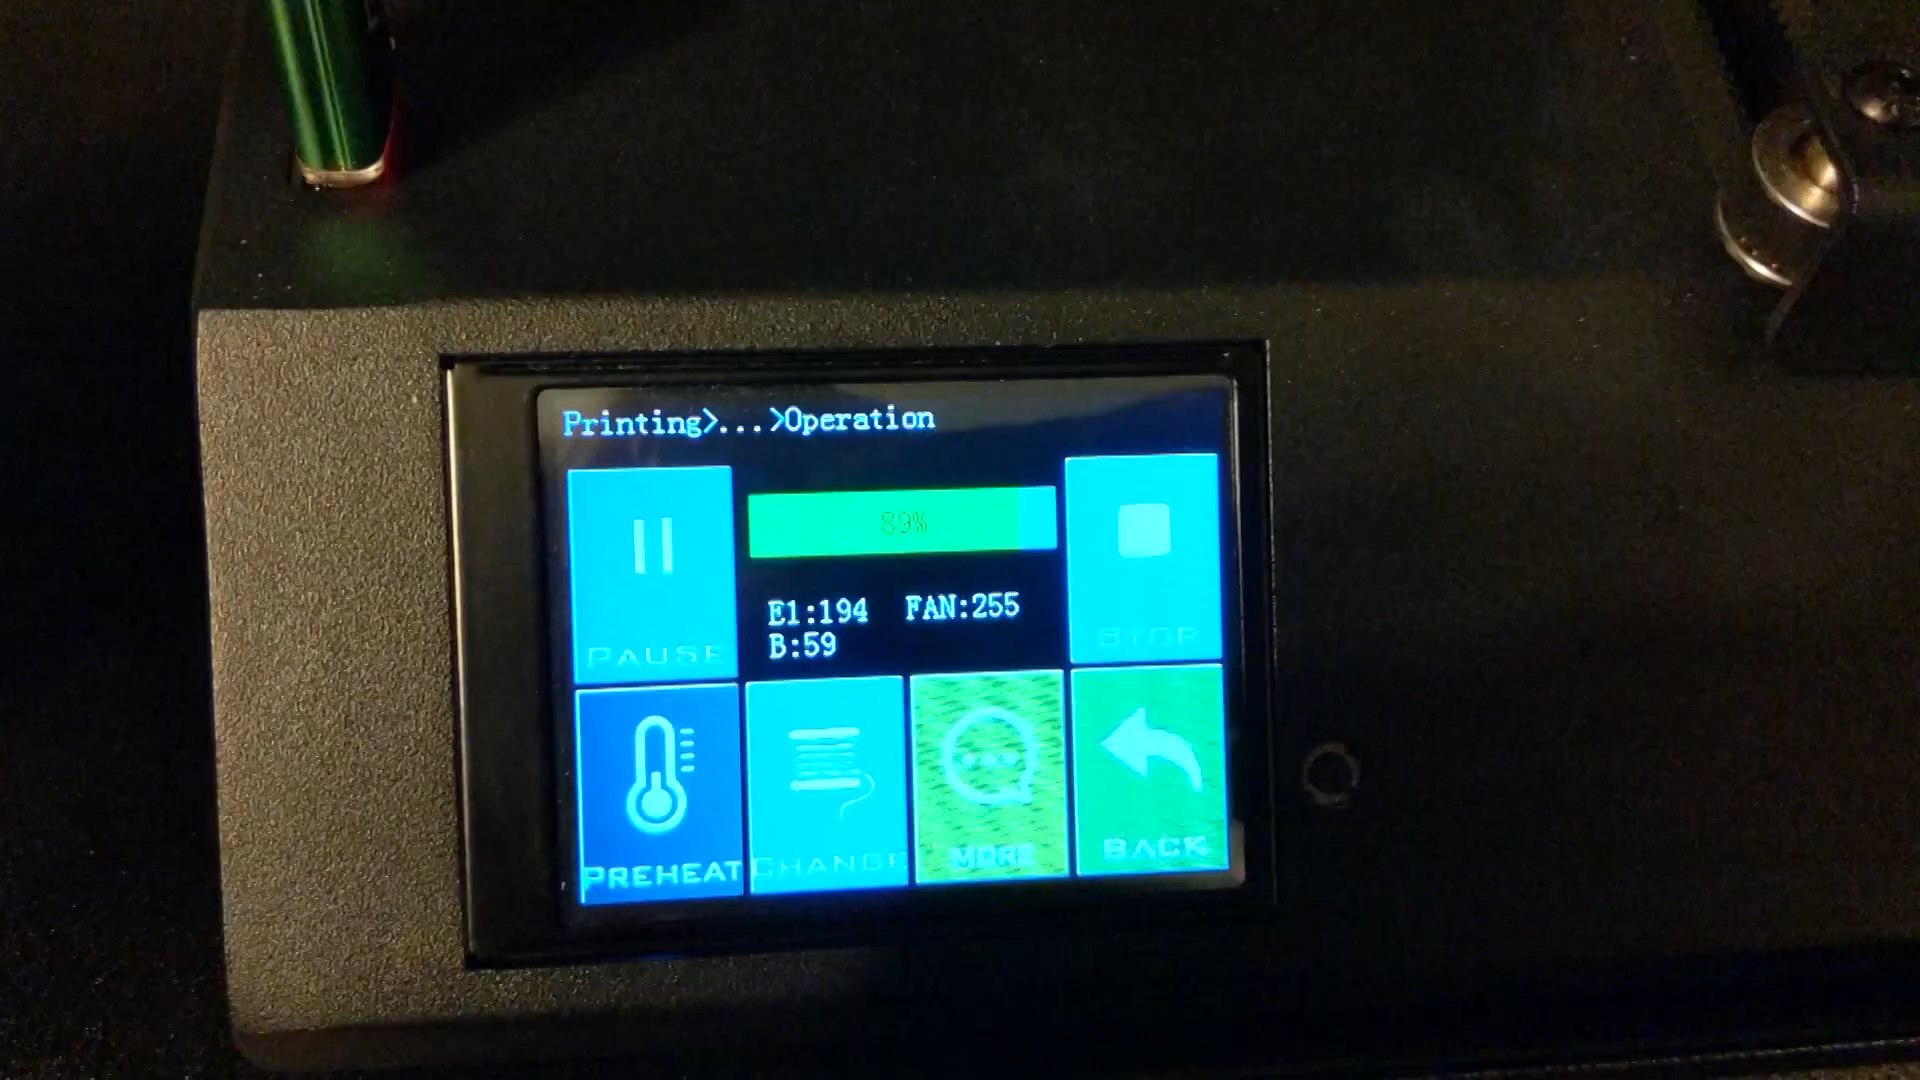 Printing>...>Operation
89%
E1:194 FAN:255
B:59
PAUSE
STOP
PREHEAT
CHANGE
MORE
BACK